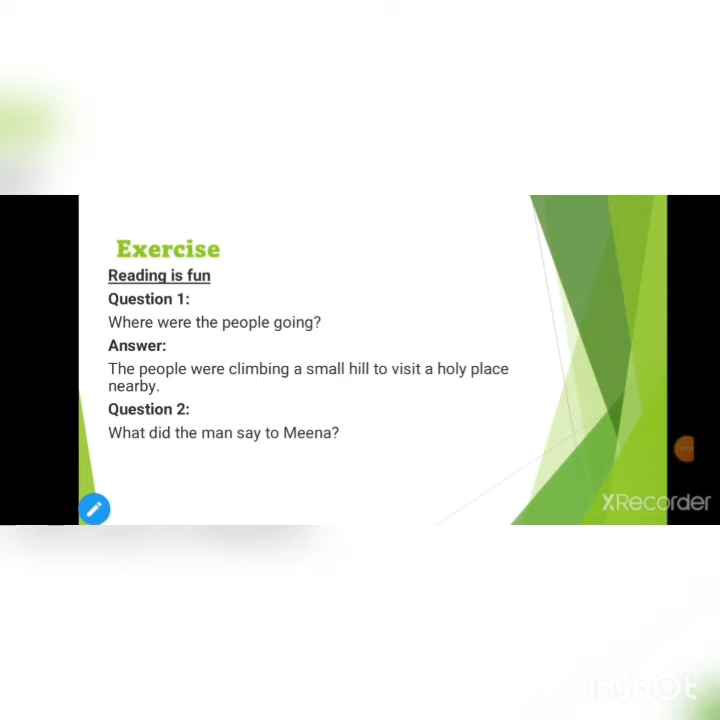 Exercise
Reading is fun
Question 1:
Where were the people going?
Answer:
The people were climbing a small hill to visit a holy place
nearby.
Question 2:
What did the man say to Meena?
XRecorder
InShOt